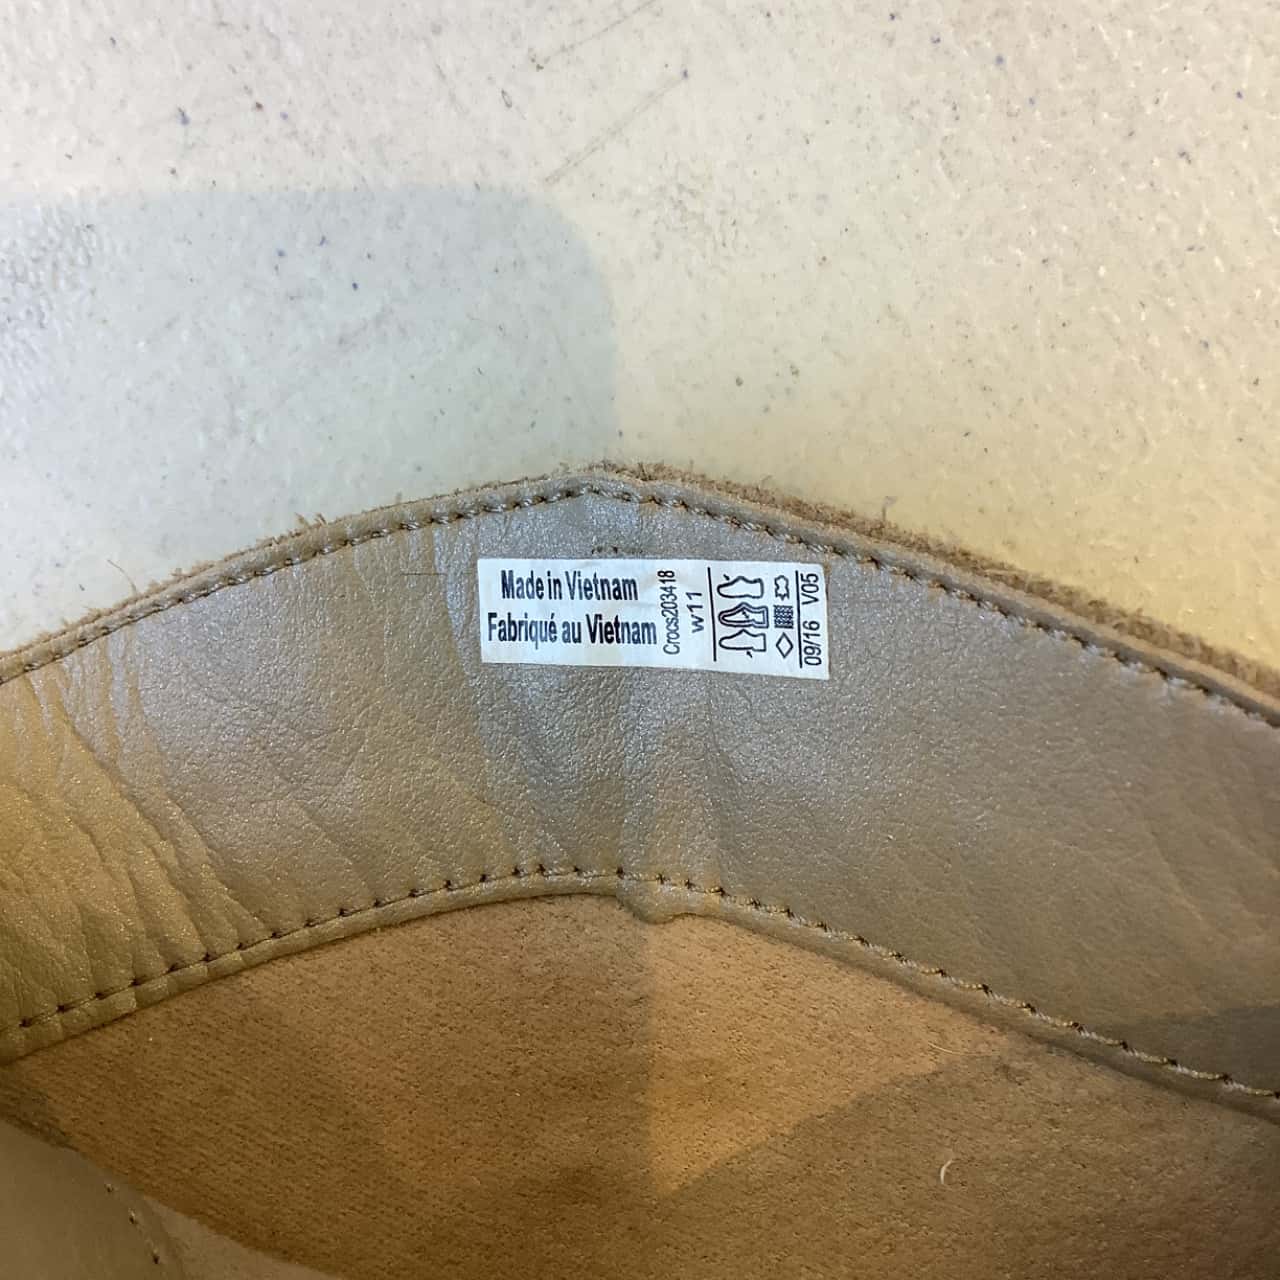 Made in Vietnam
Fabriqué au Vietnam
Crocs203418
W11
09/16 V05